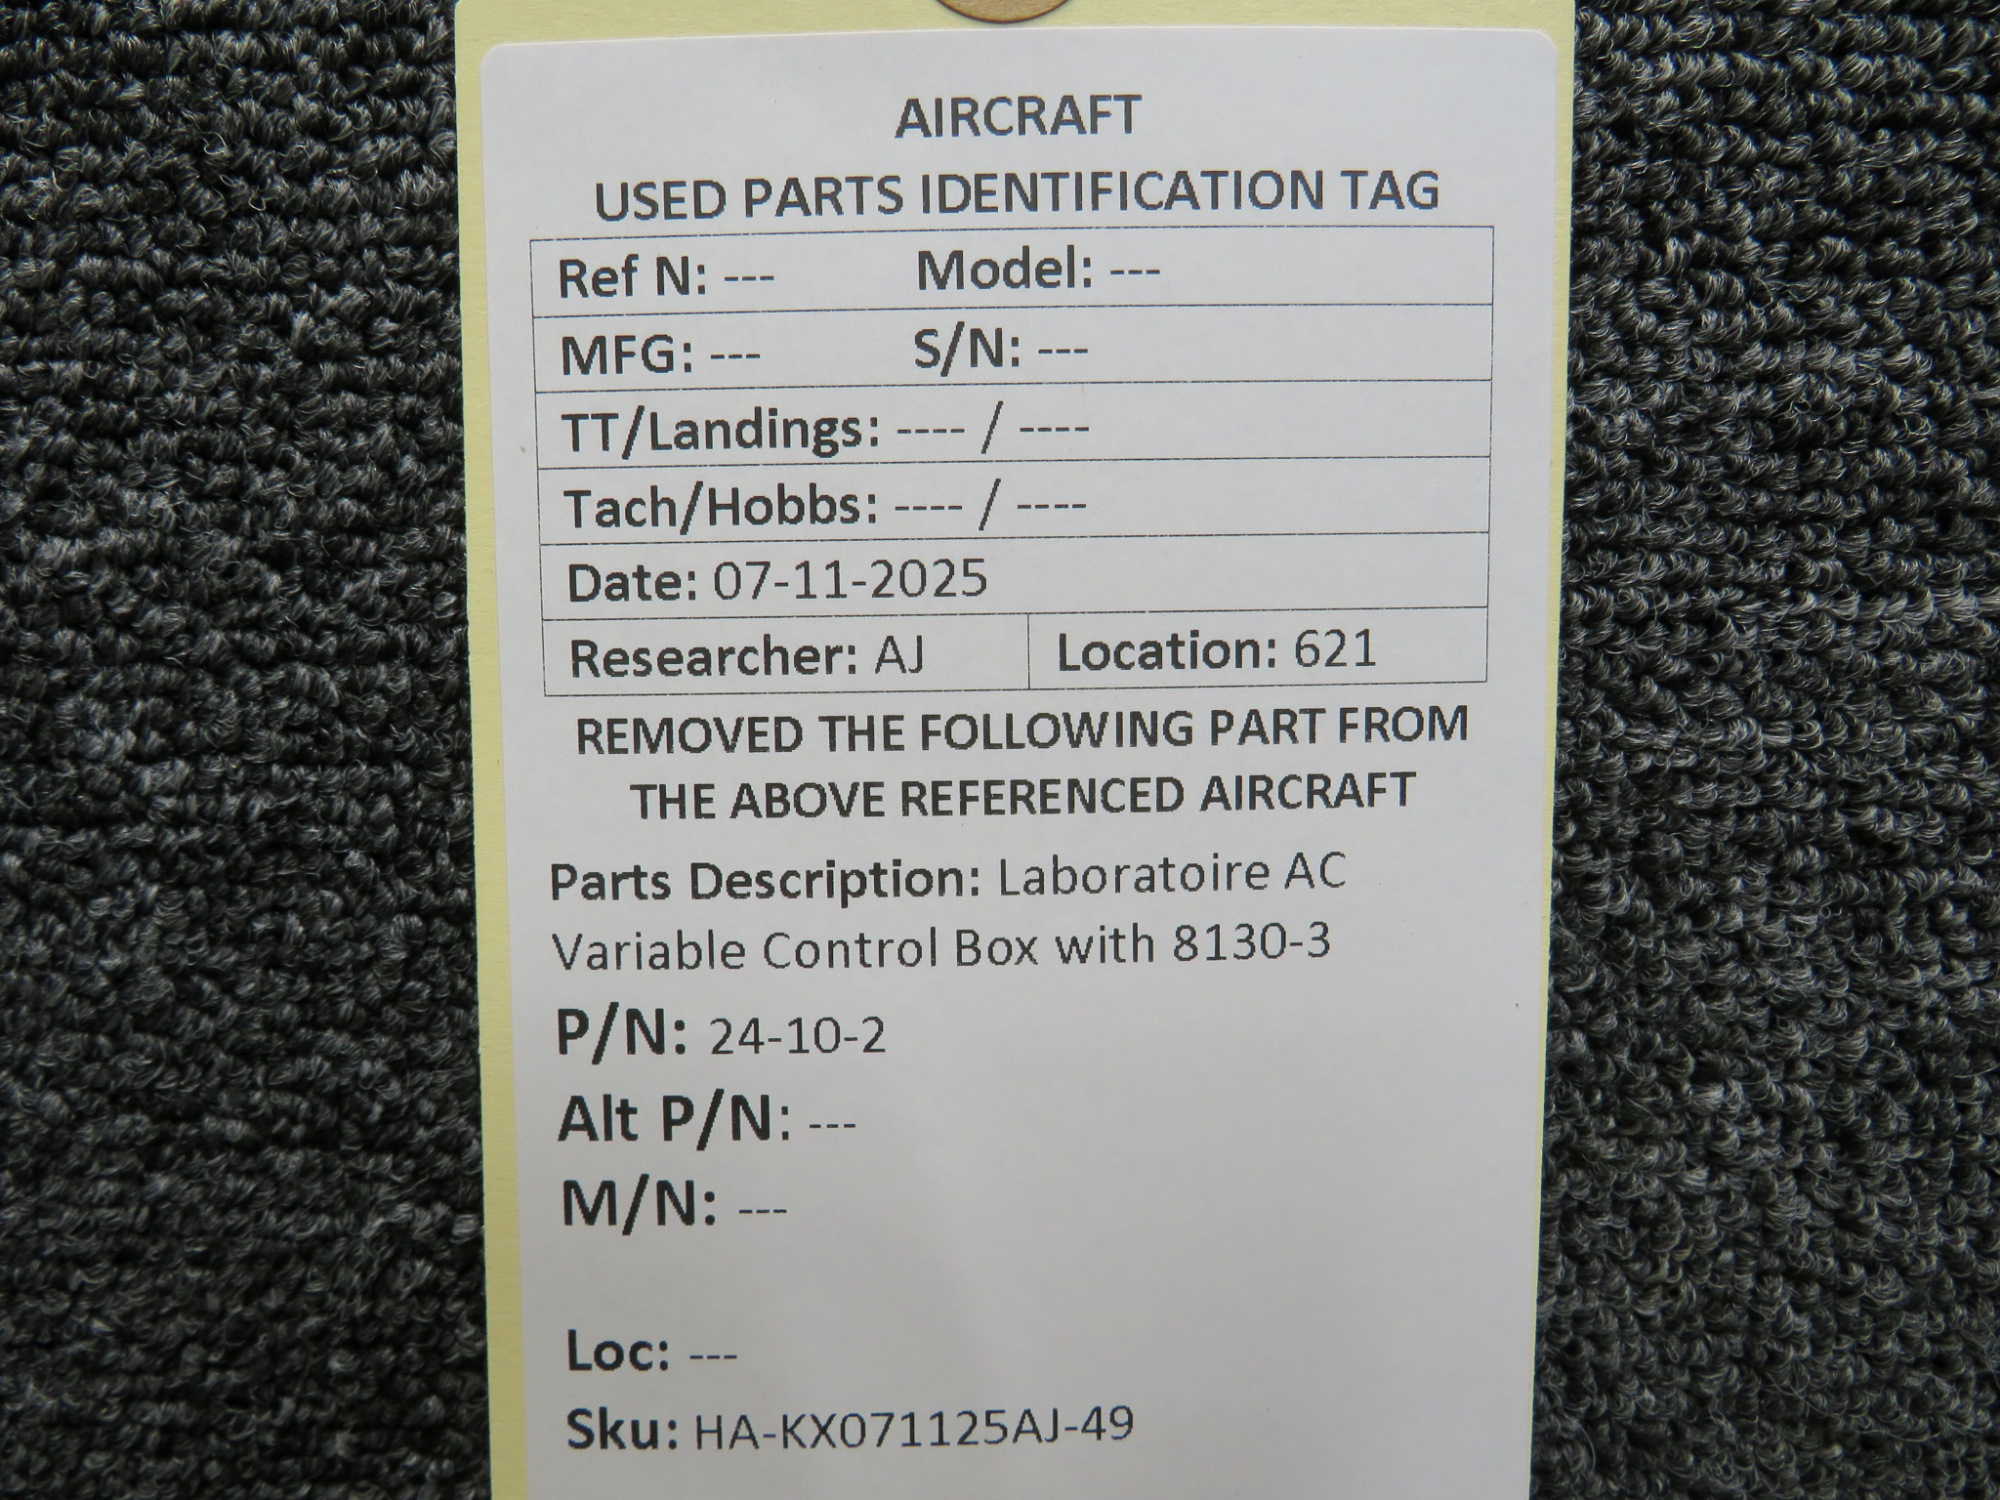 AIRCRAFT
USED PARTS IDENTIFICATION TAG
Ref N: --- Model: ---
MFG: --- S/N: ---
TT/Landings: ---- / ----
Tach/Hobbs: ---- / ----
Date: 07-11-2025
Researcher: AJ Location: 621
REMOVED THE FOLLOWING PART FROM
THE ABOVE REFERENCED AIRCRAFT
Parts Description: Laboratoire AC
Variable Control Box with 8130-3
P/N: 24-10-2
Alt P/N: ---
M/N: ---
Loc: ---
Sku: HA-KX071125AJ-49